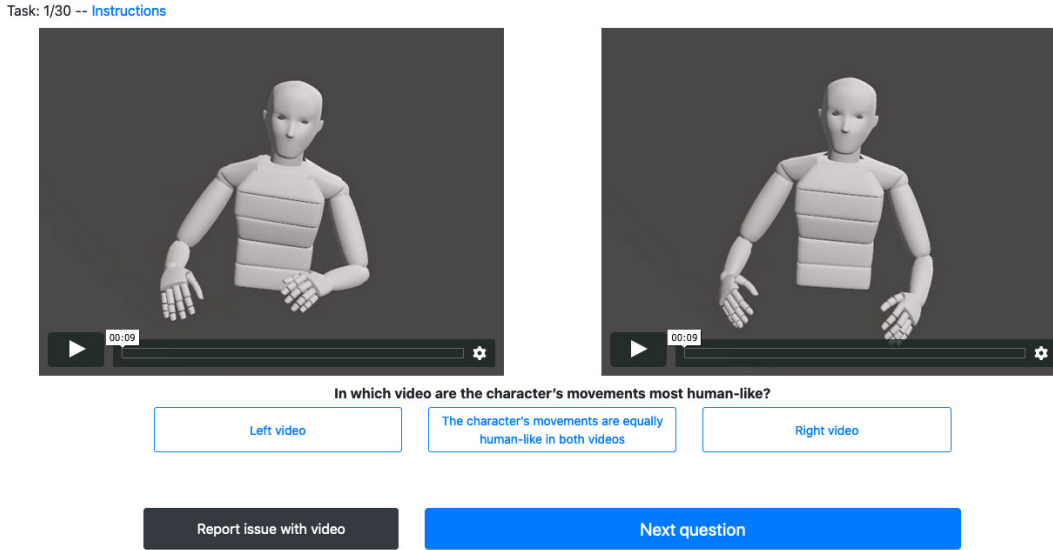 Task: 1/30 -- Instructions
00:09
00:09
In which video are the character’s movements most human-like?
Left video
The character's movements are equally
human-like in both videos
Right video
Report issue with video
Next question